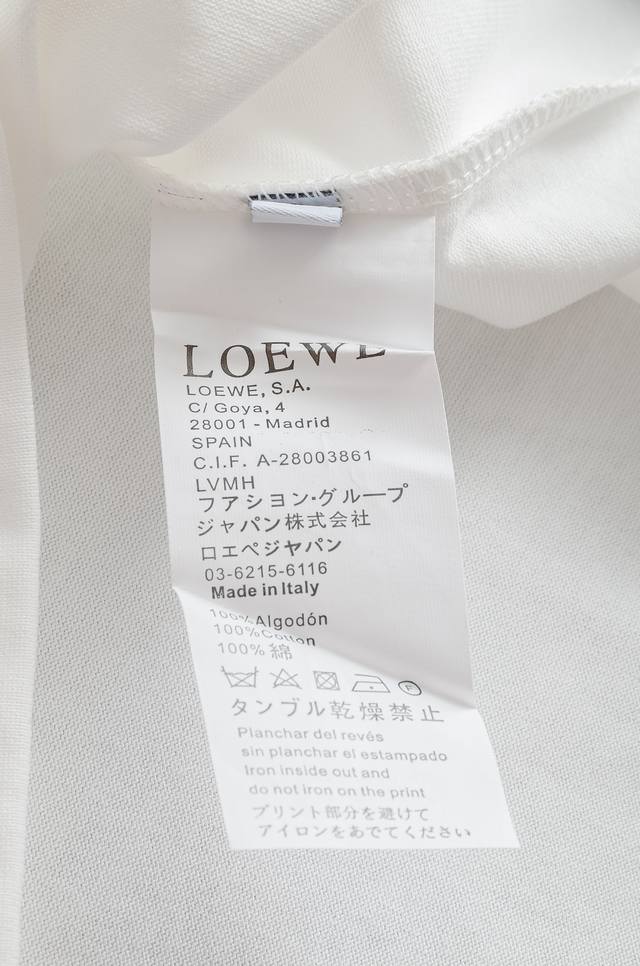 LOEWE
LOEWE, S.A.
C/ Goya, 4
28001 - Madrid
SPAIN
C.I.F. A-28003861
LVMH
フアシヨン・グループ
ジャパン株式会社
ロエベジャパン
03-6215-6116
Made in Italy
100%Algodón
100%Cotton
100%綿
F
タンブル乾燥禁止
Planchar del revés
sin planchar el estampado
Iron inside out and
do not iron on the print
プリント部分を避けて
アイロンをあててください